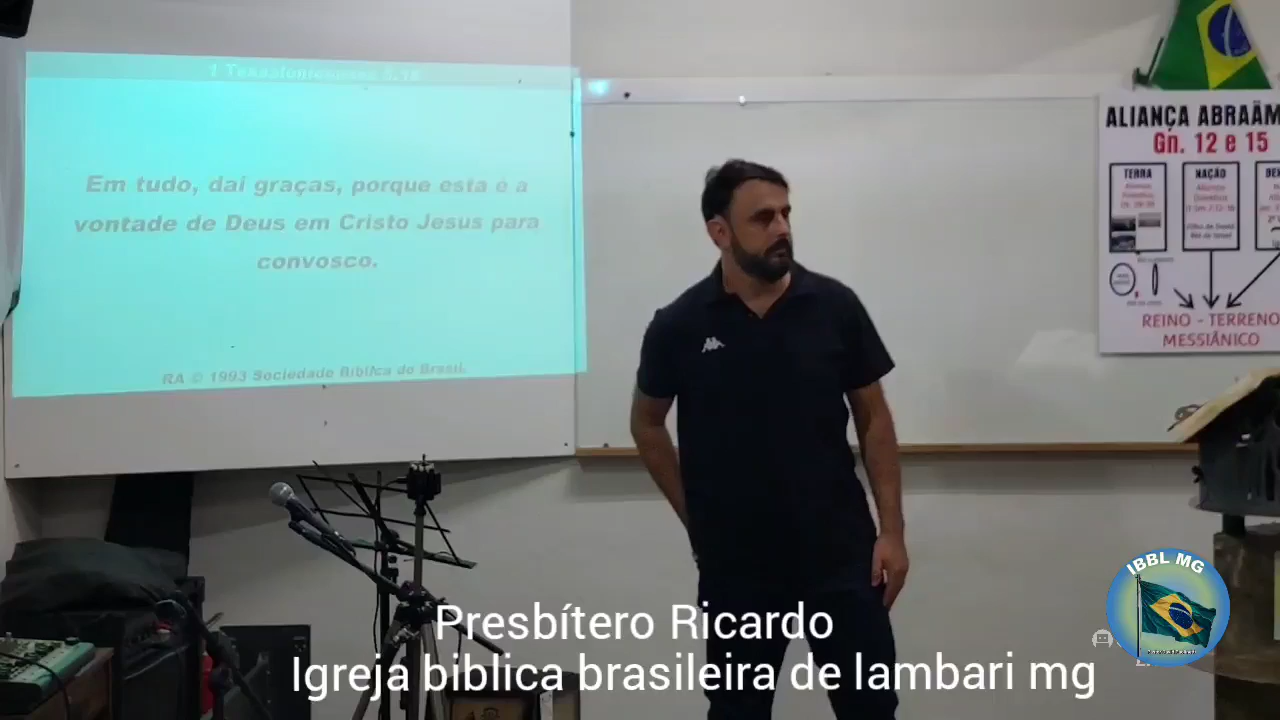 1 Tessalonicenses 5.18
Em tudo, dai graças, porque esta é a
vontade de Deus em Cristo Jesus para
convosco.
RA © 1993 Sociedade Bíblica do Brasil.
ALIANÇA ABRAÂM
Gn. 12 e 15
TERRA
NAÇÃO
REINO - TERRENO
MESSIÂNICO
IBBL MG
Presbítero Ricardo
Igreja biblica brasileira de lambari mg